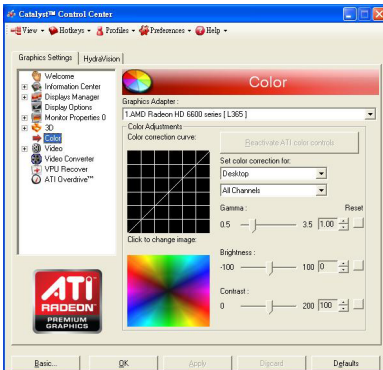 Catalyst™ Control Center
View Hotkeys Profiles Preferences Help
Graphics Settings HydraVision
Welcome
Information Center
Displays Manager
Display Options
Monitor Properties 0
3D
Color
Video
Video Converter
VPU Recover
ATI Overdrive™
ATI
RADEON
PREMIUM
GRAPHICS
Color
Graphics Adapter :
1.AMD Radeon HD 6600 series [ L365 ]
Color Adjustments
Color correction curve:
Click to change image:
Reactivate ATI color controls
Set color correction for:
Desktop
All Channels
Gamma : Reset
0.5 3.5 1.00
Brightness :
-100 100 0
Contrast :
0 200 100
Basic... OK Apply Discard Defaults